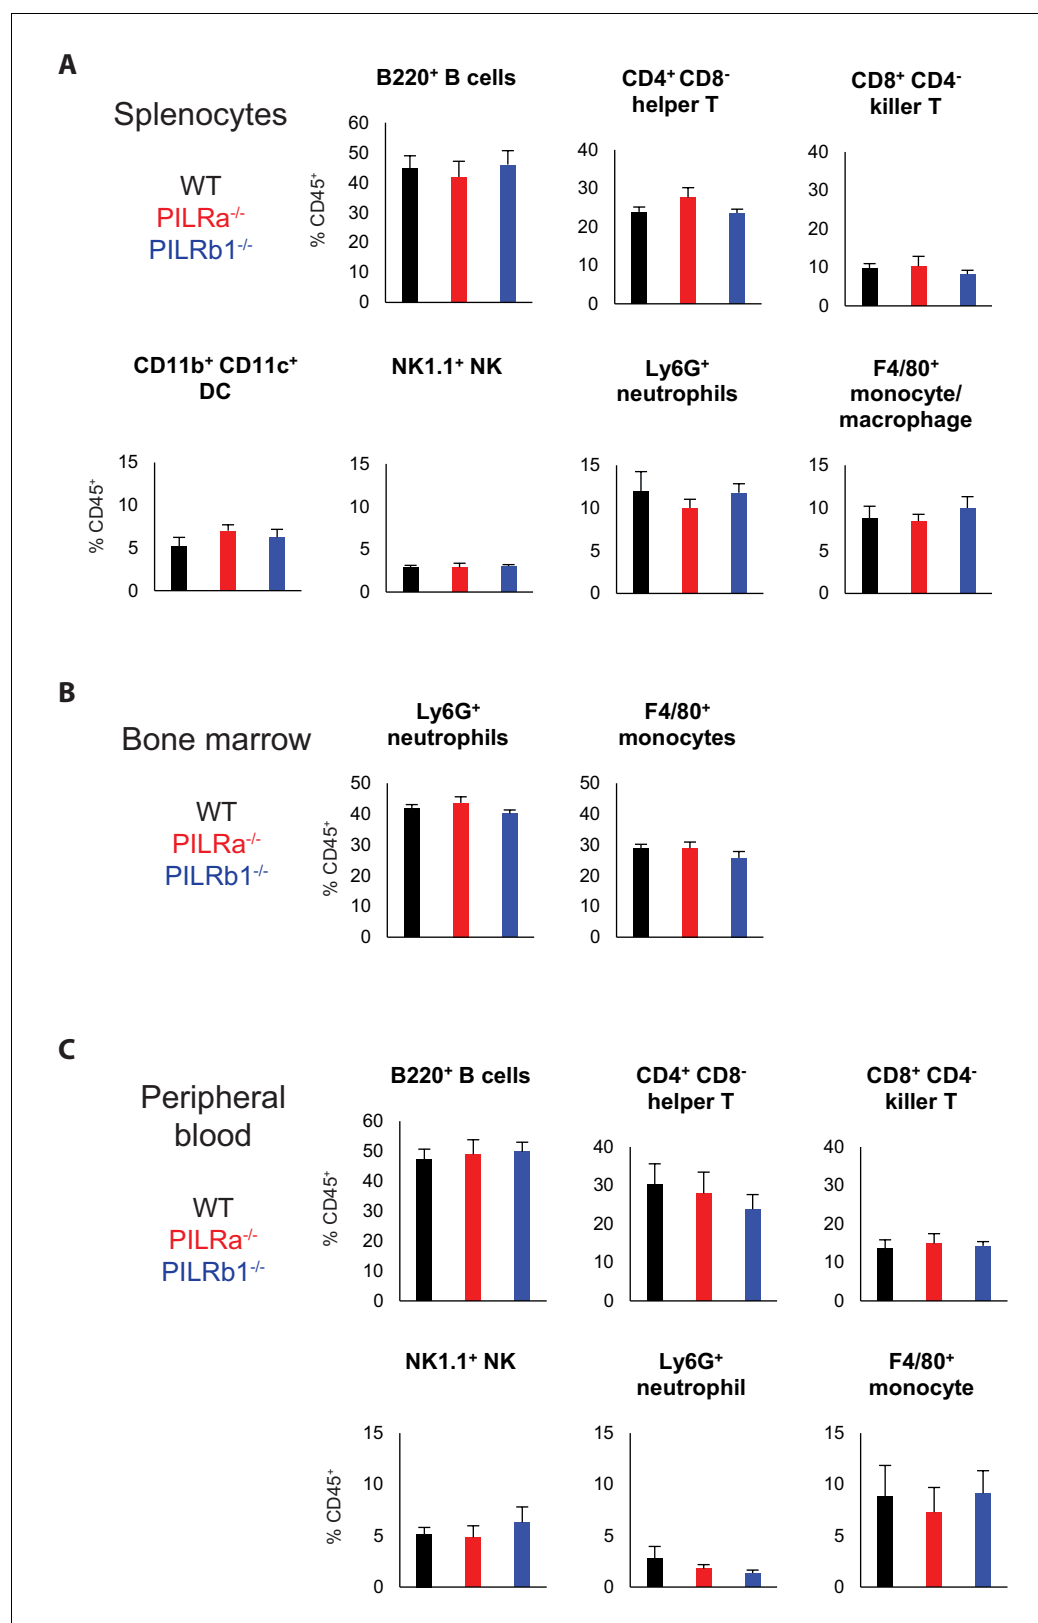 A
Splenocytes
WT
PILRa-/-
PILRb1-/-
B220+ B cells
% CD45+
60
50
40
30
20
10
0
CD4+ CD8-
helper T
40
30
20
10
0
CD8+ CD4-
killer T
40
30
20
10
0
CD11b+ CD11c+
DC
% CD45+
15
10
5
0
NK1.1+ NK
15
10
5
0
Ly6G+
neutrophils
15
10
5
0
F4/80+
monocyte/
macrophage
15
10
5
0
B
Bone marrow
WT
PILRa-/-
PILRb1-/-
Ly6G+
neutrophils
% CD45+
50
40
30
20
10
0
F4/80+
monocytes
50
40
30
20
10
0
C
Peripheral
blood
WT
PILRa-/-
PILRb1-/-
B220+ B cells
% CD45+
60
50
40
30
20
10
0
CD4+ CD8-
helper T
40
30
20
10
0
CD8+ CD4-
killer T
40
30
20
10
0
NK1.1+ NK
% CD45+
15
10
5
0
Ly6G+
neutrophil
15
10
5
0
F4/80+
monocyte
15
10
5
0